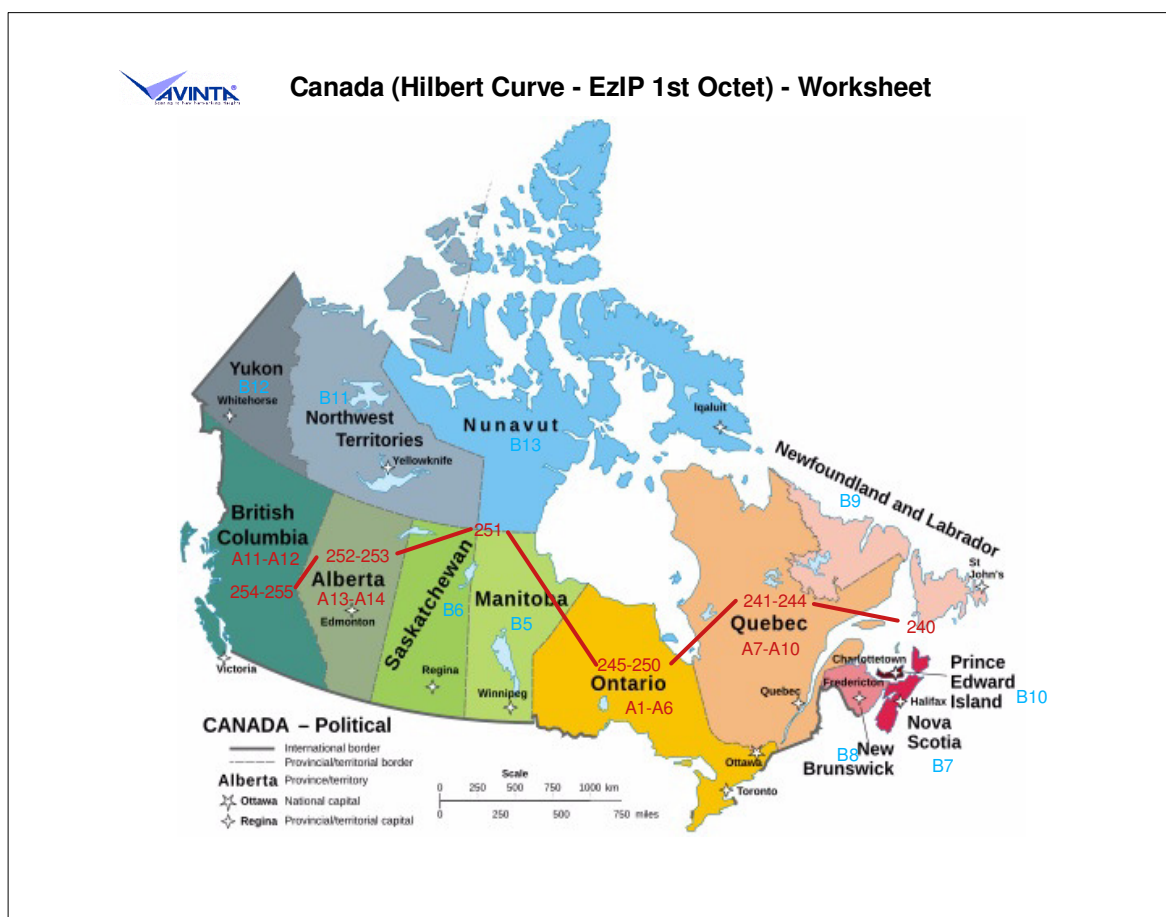 AVINTA®
Canada (Hilbert Curve - EzIP 1st Octet) - Worksheet
Yukon
B12
Whitehorse
B11
Northwest
Territories
Yellowknife
Nunavut
B13
Iqaluit
Newfoundland and Labrador
B9
St
John's
British
Columbia
A11-A12
254-255
252-253
Alberta
A13-A14
Edmonton
251
Saskatchewan
B6
Regina
Manitoba
B5
Winnipeg
245-250
Ontario
A1-A6
241-244
Quebec
A7-A10
Quebec
240
Charlottetown
Prince
Edward
Island
B10
Fredericton
Halifax
Nova
Scotia
B7
B8
New
Brunswick
Victoria
Ottawa
Toronto
CANADA – Political
International border
Provincial/territorial border
Alberta Province/territory
Ottawa National capital
Regina Provincial/territorial capital
Scale
0 250 500 750 1000 km
0 250 500 750 miles